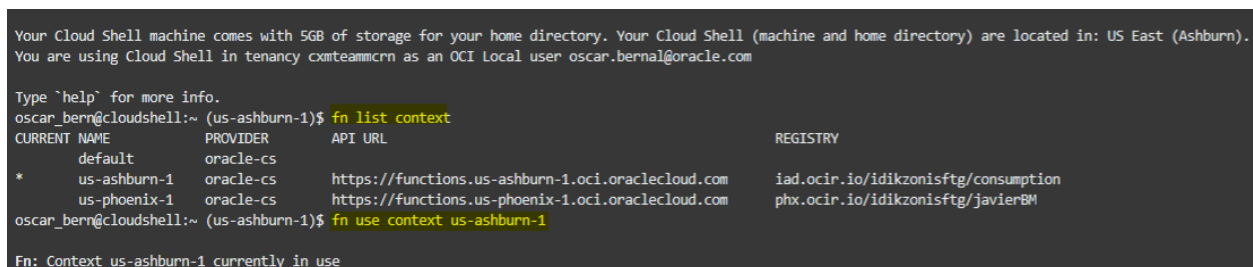 Your Cloud Shell machine comes with 5GB of storage for your home directory. Your Cloud Shell (machine and home directory) are located in: US East (Ashburn).
You are using Cloud Shell in tenancy cxmteammcrn as an OCI Local user oscar.bernal@oracle.com
Type `help` for more info.
oscar_bern@cloudshell:~ (us-ashburn-1)$ fn list context
CURRENT NAME PROVIDER API URL REGISTRY
default oracle-cs
* us-ashburn-1 oracle-cs https://functions.us-ashburn-1.oci.oraclecloud.com iad.ocir.io/idikzonisftg/consumption
us-phoenix-1 oracle-cs https://functions.us-phoenix-1.oci.oraclecloud.com phx.ocir.io/idikzonisftg/javierBM
oscar_bern@cloudshell:~ (us-ashburn-1)$ fn use context us-ashburn-1
Fn: Context us-ashburn-1 currently in use